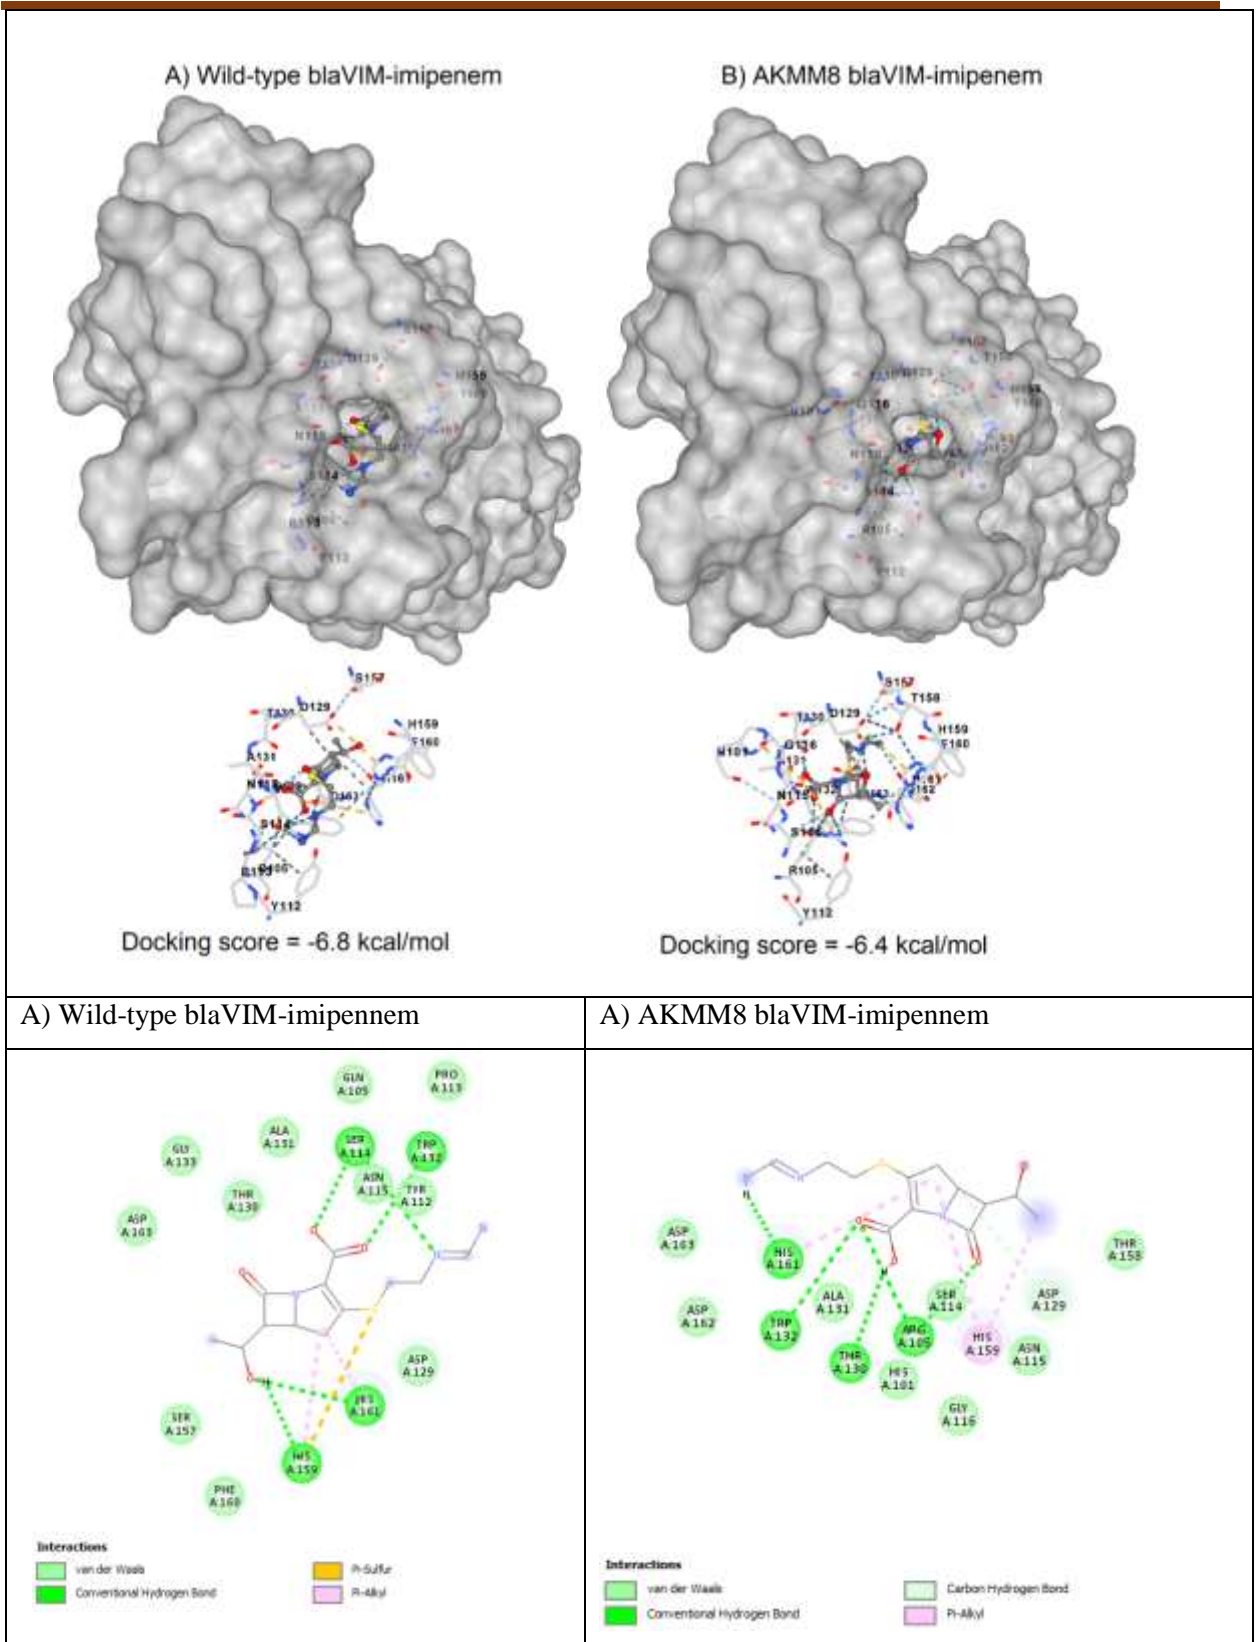 A) Wild-type blaVIM-imipenem
B) AKMM8 blaVIM-imipenem
D129
S157
D129
H159
A131
Y112
Docking score = -6.8 kcal/mol
S157
T158
D129
H159
G116
R105
Y112
Docking score = -6.4 kcal/mol
A) Wild-type blaVIM-imipennem
A) AKMM8 blaVIM-imipennem
GLN
A:105
PRO
A:113
ALA
A:131
SER
A:114
TRP
A:132
GLY
A:133
ASN
A:115
TYR
A:112
THR
A:130
ASP
A:163
ASP
A:129
HIS
A:161
SER
A:157
HIS
A:159
PHE
A:160
Interactions
van der Waals
Conventional Hydrogen Bond
Pi-Sulfur
Pi-Alkyl
ASP
A:163
HIS
A:161
THR
A:158
ASP
A:162
ALA
A:131
SER
A:114
ASP
A:129
TRP
A:132
ARG
A:105
HIS
A:159
ASN
A:115
THR
A:130
HIS
A:101
GLY
A:116
Interactions
van der Waals
Conventional Hydrogen Bond
Carbon Hydrogen Bond
Pi-Alkyl